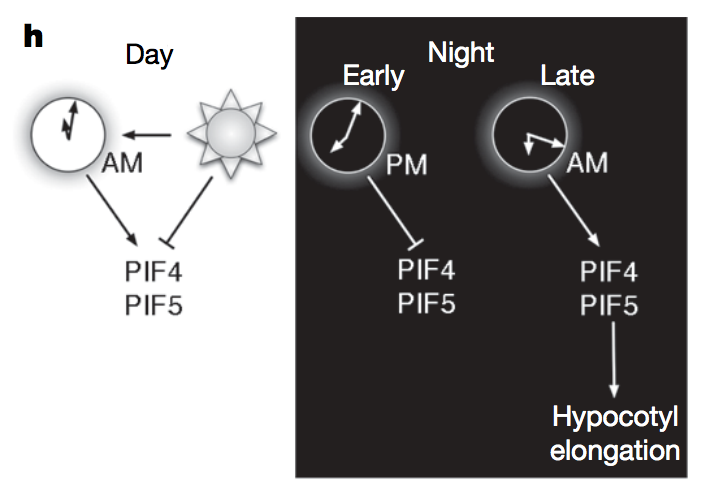 h
Day
Night
Early
Late
AM
PM
AM
PIF4
PIF5
PIF4
PIF5
PIF4
PIF5
Hypocotyl
elongation